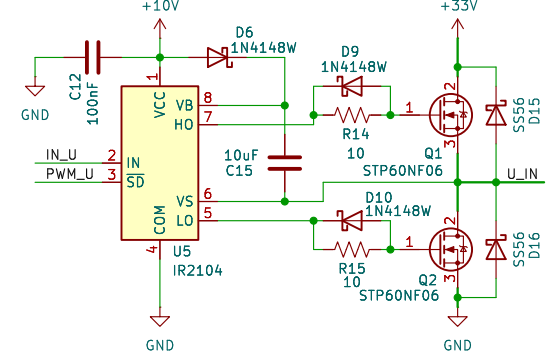 +10V
+33V
D6
1N4148W
D9
1N4148W
C12
100nF
GND
1
VCC
VB
8
HO
7
2
1
R14
10
Q1
3
STP60NF06
SS56
D15
IN_U
2
IN
PWM_U
3
SD
10uF
C15
U_IN
VS
6
LO
5
COM
4
U5
IR2104
D10
1N4148W
R15
10
2
1
Q2
3
STP60NF06
SS56
D16
GND
GND